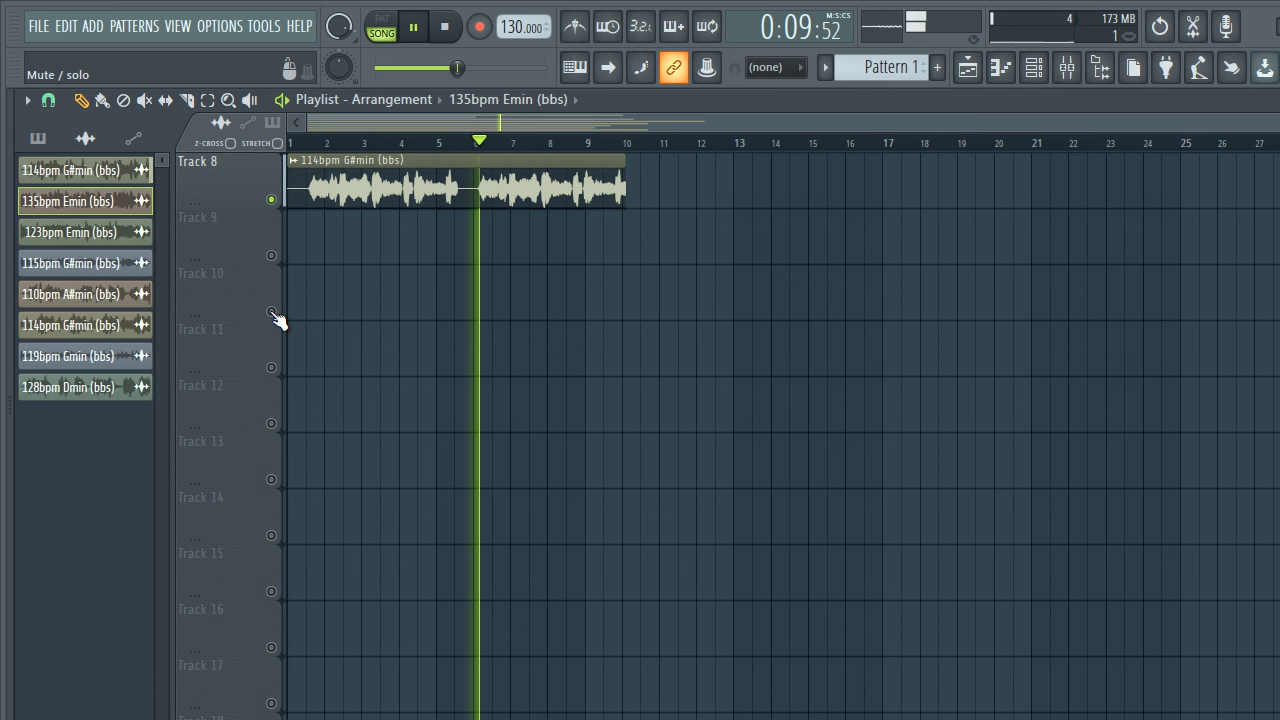 FILE EDIT ADD PATTERNS VIEW OPTIONS TOOLS HELP
PAT
SONG
130.000
3.2.
0:09:52
M:S:CS
4
173 MB
1
Mute / solo
(none)
Pattern 1
+
Playlist - Arrangement › 135bpm Emin (bbs) ›
Z-CROSS
STRETCH
1 2 3 4 5 6 7 8 9 10 11 12 13 14 15 16 17 18 19 20 21 22 23 24 25 26 27
114bpm G#min (bbs)
135bpm Emin (bbs)
123bpm Emin (bbs)
115bpm G#min (bbs)
110bpm A#min (bbs)
114bpm G#min (bbs)
119bpm Gmin (bbs)
128bpm Dmin (bbs)
Track 8
114bpm G#min (bbs)
...
Track 9
...
Track 10
...
Track 11
...
Track 12
...
Track 13
...
Track 14
...
Track 15
...
Track 16
...
Track 17
...